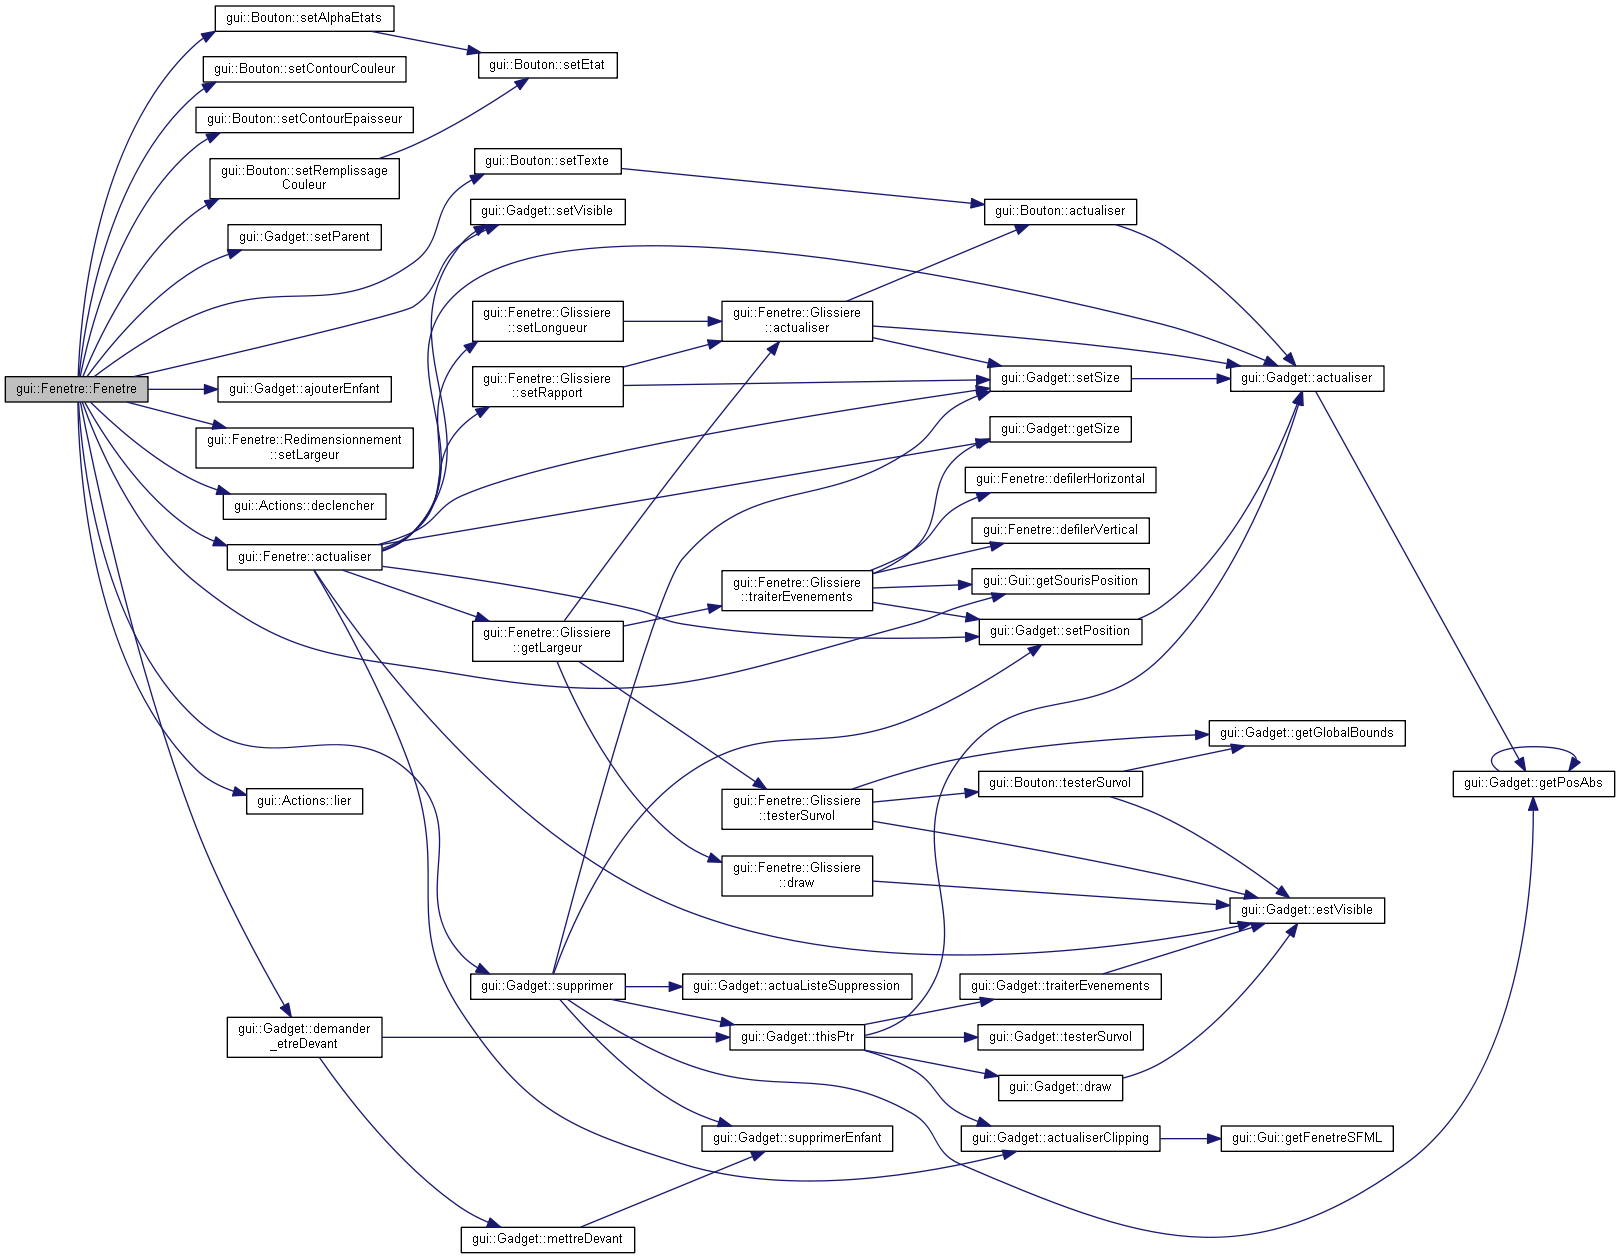 gui::Bouton::setAlphaEtats
gui::Bouton::setEtat
gui::Bouton::setContourCouleur
gui::Bouton::setContourEpaisseur
gui::Bouton::setRemplissage
Couleur
gui::Bouton::setTexte
gui::Gadget::setVisible
gui::Bouton::actualiser
gui::Gadget::setParent
gui::Fenetre::Glissiere
::setLongueur
gui::Fenetre::Glissiere
::actualiser
gui::Fenetre::Fenetre
gui::Gadget::ajouterEnfant
gui::Fenetre::Glissiere
::setRapport
gui::Gadget::setSize
gui::Gadget::actualiser
gui::Fenetre::Redimensionnement
::setLargeur
gui::Gadget::getSize
gui::Fenetre::defilerHorizontal
gui::Actions::declencher
gui::Fenetre::defilerVertical
gui::Fenetre::actualiser
gui::Fenetre::Glissiere
::traiterEvenements
gui::Gui::getSourisPosition
gui::Fenetre::Glissiere
::getLargeur
gui::Gadget::setPosition
gui::Gadget::getGlobalBounds
gui::Bouton::testerSurvol
gui::Gadget::getPosAbs
gui::Actions::lier
gui::Fenetre::Glissiere
::testerSurvol
gui::Fenetre::Glissiere
::draw
gui::Gadget::estVisible
gui::Gadget::supprimer
gui::Gadget::actuaListeSuppression
gui::Gadget::traiterEvenements
gui::Gadget::demander
_etreDevant
gui::Gadget::thisPtr
gui::Gadget::testerSurvol
gui::Gadget::draw
gui::Gadget::supprimerEnfant
gui::Gadget::actualiserClipping
gui::Gui::getFenetreSFML
gui::Gadget::mettreDevant